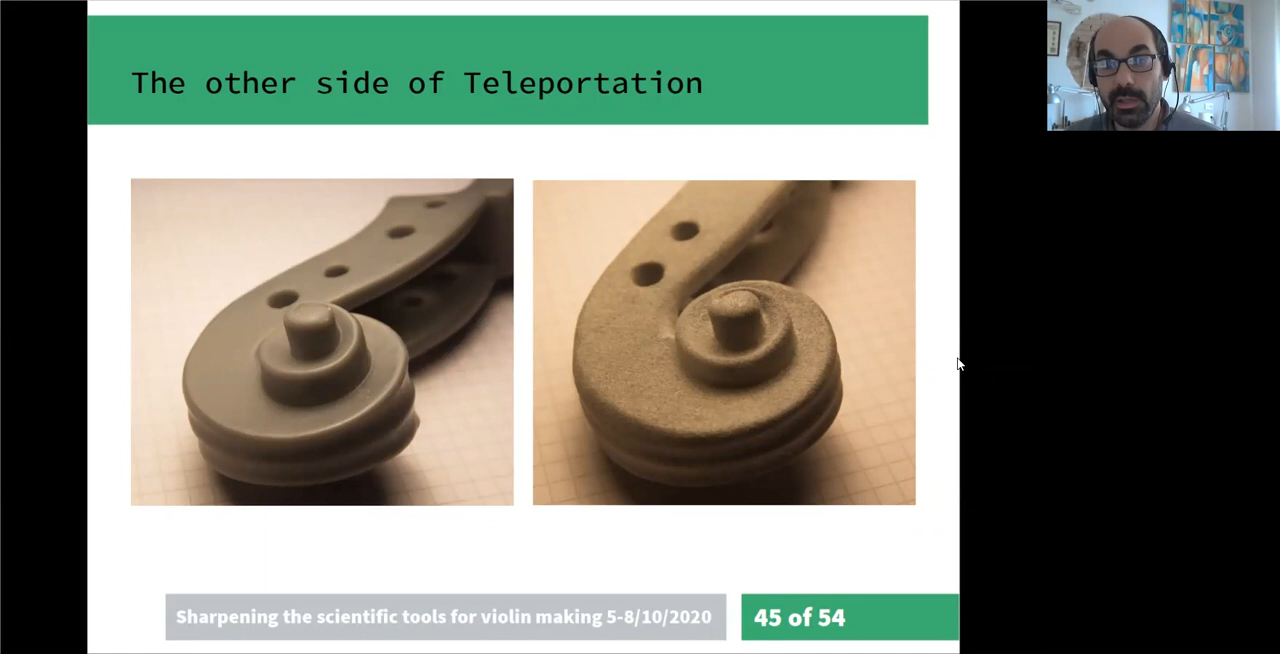 The other side of Teleportation
Sharpening the scientific tools for violin making 5-8/10/2020
45 of 54